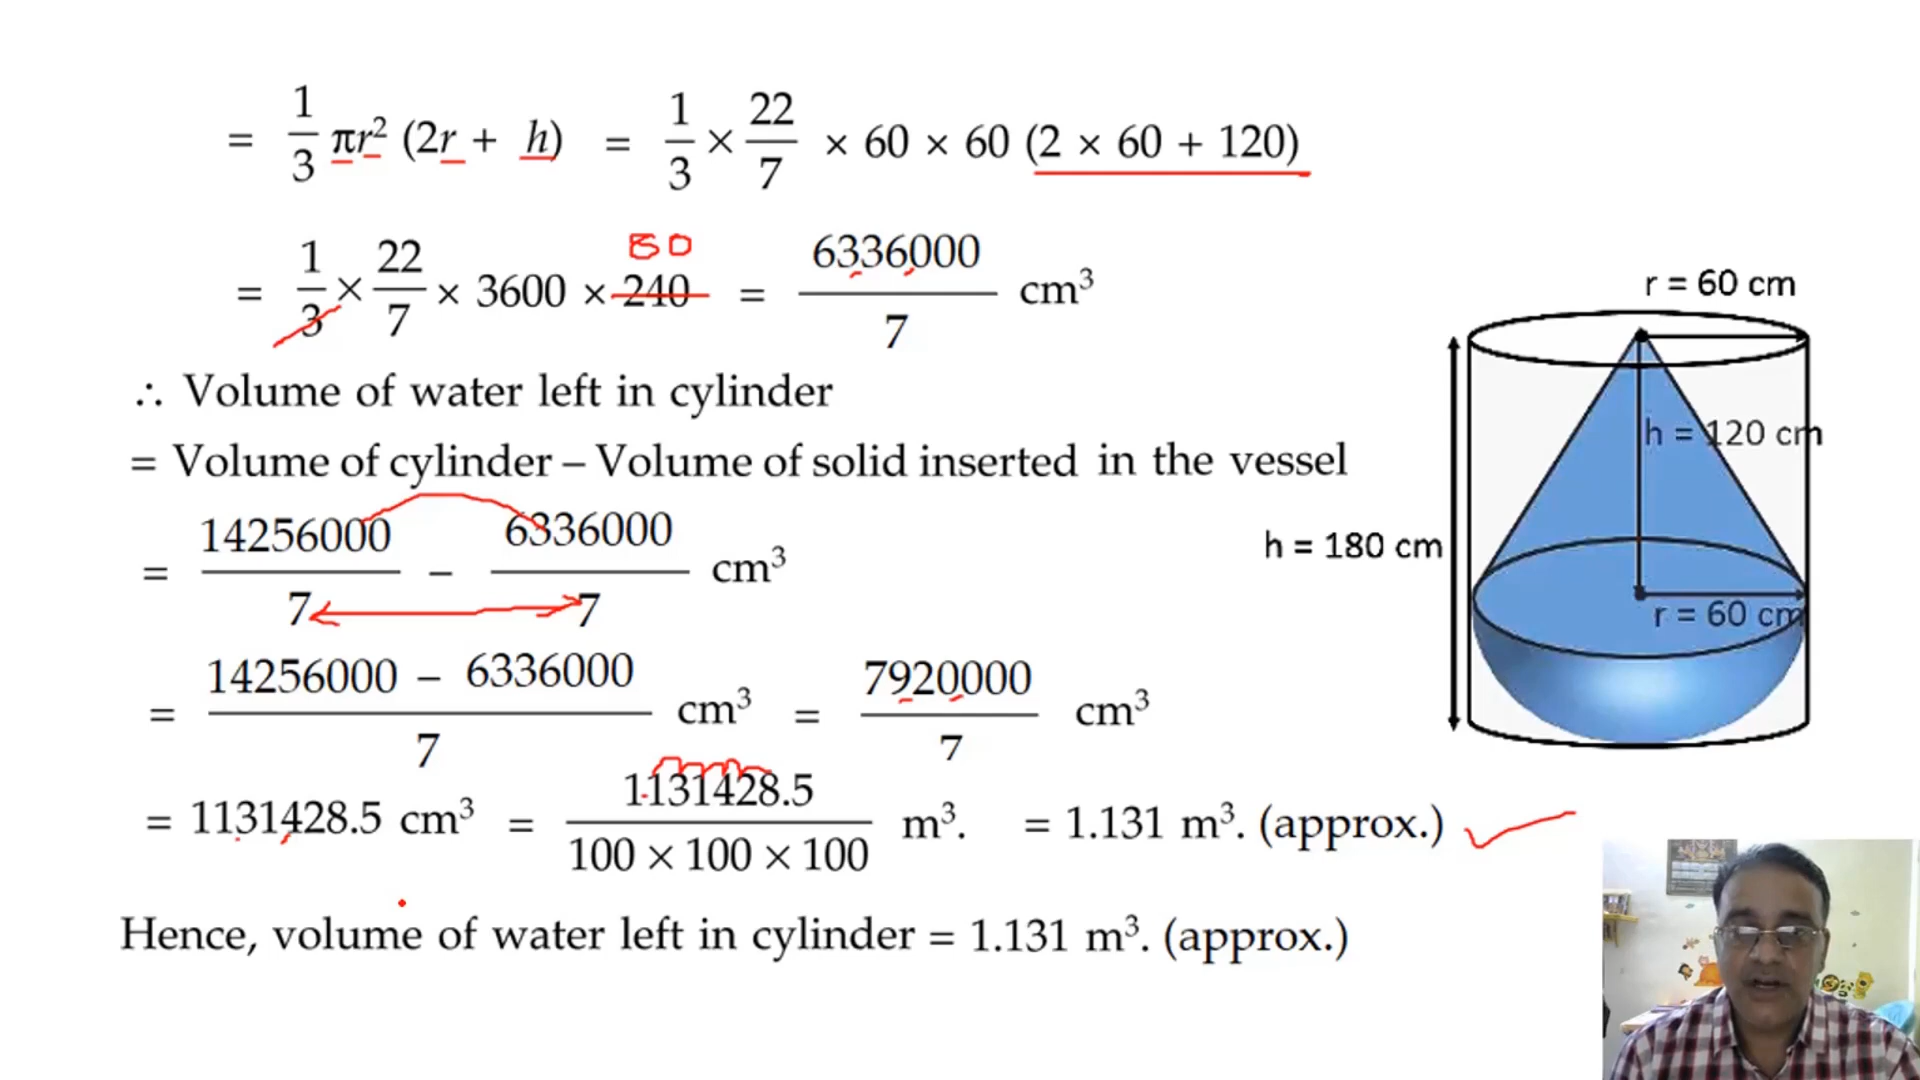 = 1/3 πr² (2r + h) = 1/3 × 22/7 × 60 × 60 (2 × 60 + 120)
80
= 1/3 × 22/7 × 3600 × 240 = 6336000/7 cm³
∴ Volume of water left in cylinder
= Volume of cylinder – Volume of solid inserted in the vessel
= 14256000/7 – 6336000/7 cm³
= 14256000 – 6336000/7 cm³ = 7920000/7 cm³
= 1131428.5 cm³ = 1131428.5/100 × 100 × 100 m³. = 1.131 m³. (approx.)
Hence, volume of water left in cylinder = 1.131 m³. (approx.)
r = 60 cm
h = 120 cm
h = 180 cm
r = 60 cm